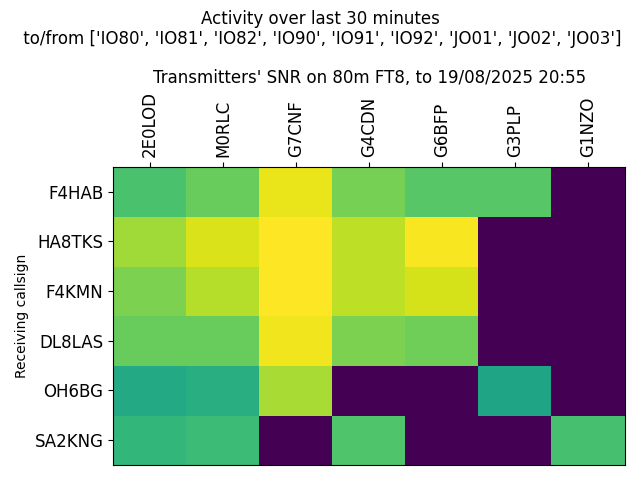 Activity over last 30 minutes
to/from ['IO80', 'IO81', 'IO82', 'IO90', 'IO91', 'IO92', 'JO01', 'JO02', 'JO03']
Transmitters' SNR on 80m FT8, to 19/08/2025 20:55
2E0LOD
M0RLC
G7CNF
G4CDN
G6BFP
G3PLP
G1NZO
Receiving callsign
F4HAB
HA8TKS
F4KMN
DL8LAS
OH6BG
SA2KNG